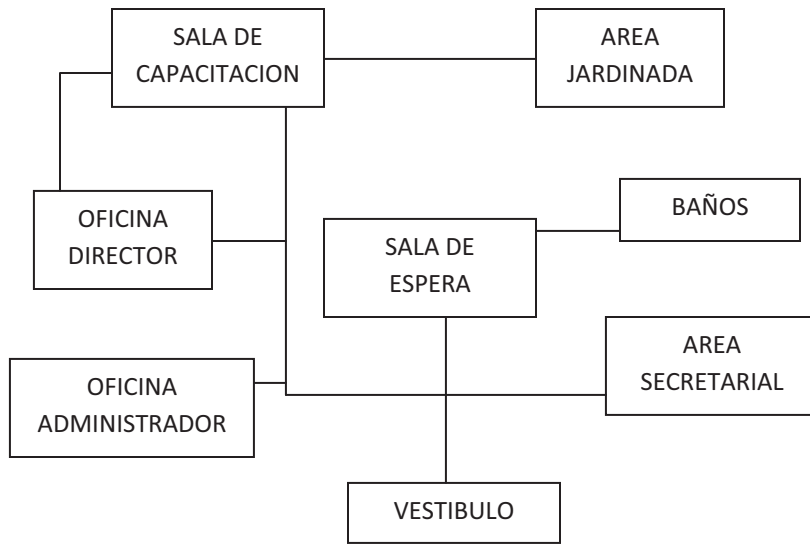 SALA DE
CAPACITACION
AREA
JARDINADA
OFICINA
DIRECTOR
SALA DE
ESPERA
BAÑOS
OFICINA
ADMINISTRADOR
AREA
SECRETARIAL
VESTIBULO